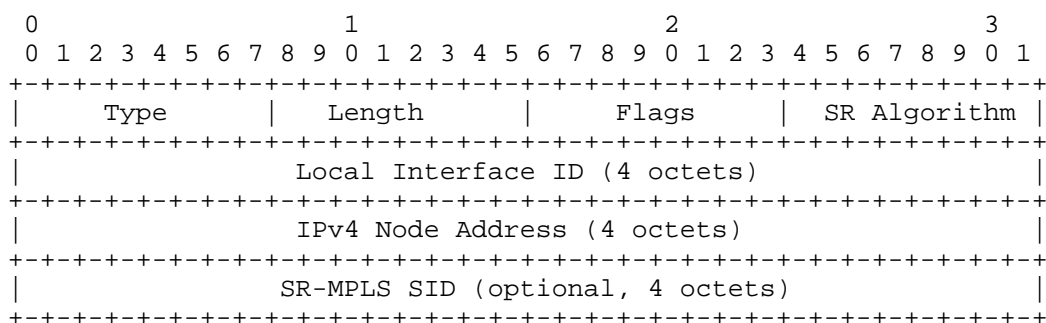 0                   1                   2                   3
 0 1 2 3 4 5 6 7 8 9 0 1 2 3 4 5 6 7 8 9 0 1 2 3 4 5 6 7 8 9 0 1
+-+-+-+-+-+-+-+-+-+-+-+-+-+-+-+-+-+-+-+-+-+-+-+-+-+-+-+-+-+-+-+-+
|     Type      |   Length      |     Flags     |  SR Algorithm |
+-+-+-+-+-+-+-+-+-+-+-+-+-+-+-+-+-+-+-+-+-+-+-+-+-+-+-+-+-+-+-+-+
|                 Local Interface ID (4 octets)                 |
+-+-+-+-+-+-+-+-+-+-+-+-+-+-+-+-+-+-+-+-+-+-+-+-+-+-+-+-+-+-+-+-+
|                 IPv4 Node Address (4 octets)                  |
+-+-+-+-+-+-+-+-+-+-+-+-+-+-+-+-+-+-+-+-+-+-+-+-+-+-+-+-+-+-+-+-+
|                SR-MPLS SID (optional, 4 octets)               |
+-+-+-+-+-+-+-+-+-+-+-+-+-+-+-+-+-+-+-+-+-+-+-+-+-+-+-+-+-+-+-+-+